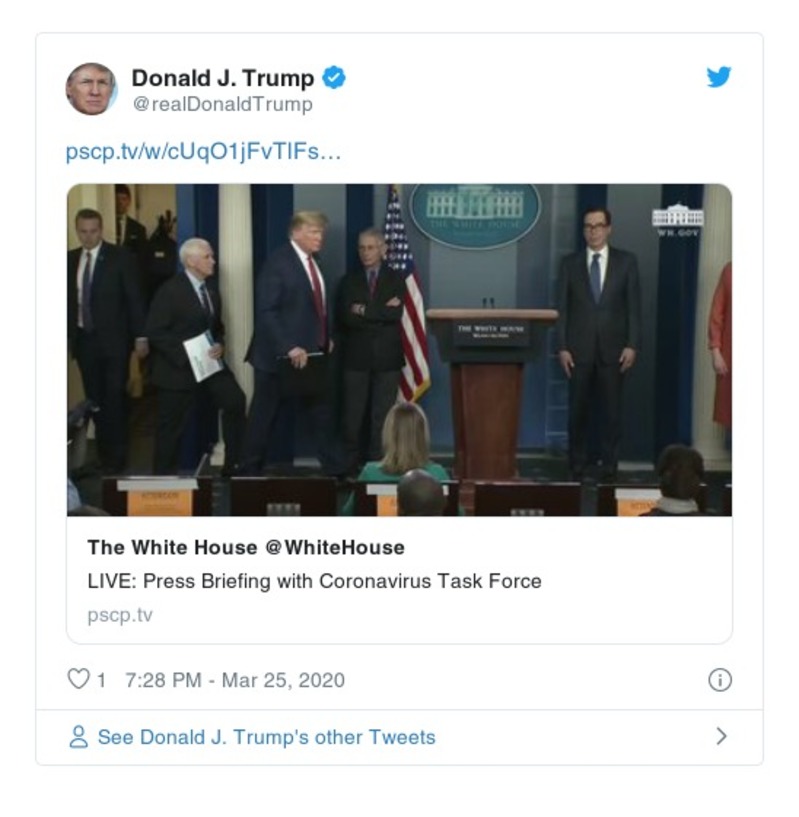 Donald J. Trump
@realDonaldTrump
pscp.tv/w/cUqO1jFvTlFs…
THE WHITE HOUSE
WH.GOV
THE WHITE HOUSE
The White House @WhiteHouse
LIVE: Press Briefing with Coronavirus Task Force
pscp.tv
1 7:28 PM - Mar 25, 2020
See Donald J. Trump's other Tweets